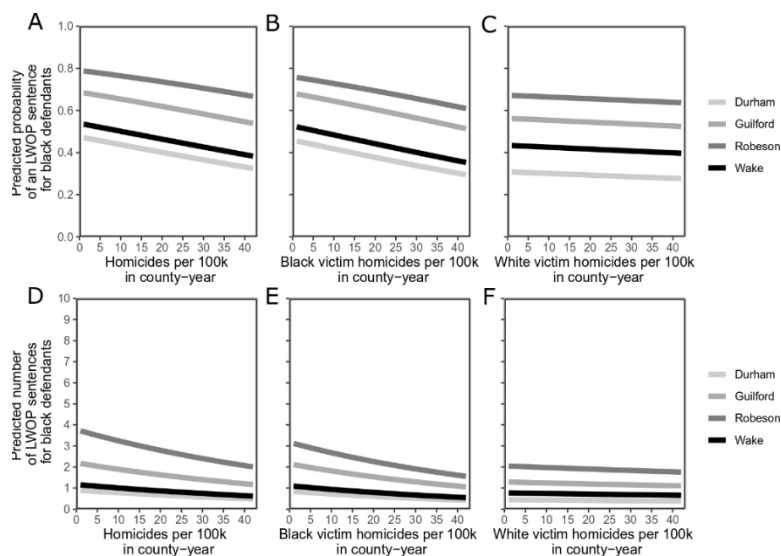 A
B
C
Predicted probability
of an LWOP sentence
for black defendants
1.0
0.8
0.6
0.4
0.2
0.0
0 5 10 15 20 25 30 35 40
Homicides per 100k
in county−year
0 5 10 15 20 25 30 35 40
Black victim homicides per 100k
in county−year
0 5 10 15 20 25 30 35 40
White victim homicides per 100k
in county−year
Durham
Guilford
Robeson
Wake
D
E
F
Predicted number
of LWOP sentences
for black defendants
10
9
8
7
6
5
4
3
2
1
0
0 5 10 15 20 25 30 35 40
Homicides per 100k
in county−year
0 5 10 15 20 25 30 35 40
Black victim homicides per 100k
in county−year
0 5 10 15 20 25 30 35 40
White victim homicides per 100k
in county−year
Durham
Guilford
Robeson
Wake